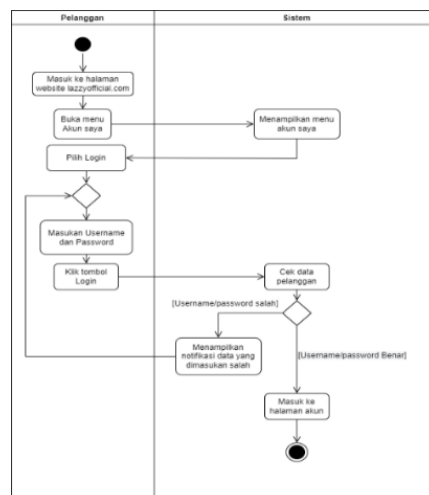 Pelanggan
Sistem
Masuk ke halaman
website lazzyofficial.com
Buka menu
Akun saya
Menampilkan menu
akun saya
Pilih Login
Masukan Username
dan Password
Klik tombol
Login
Cek data
pelanggan
[Username/password salah]
Menampilkan
notifikasi data yang
dimasukan salah
[Username/password Benar]
Masuk ke
halaman akun